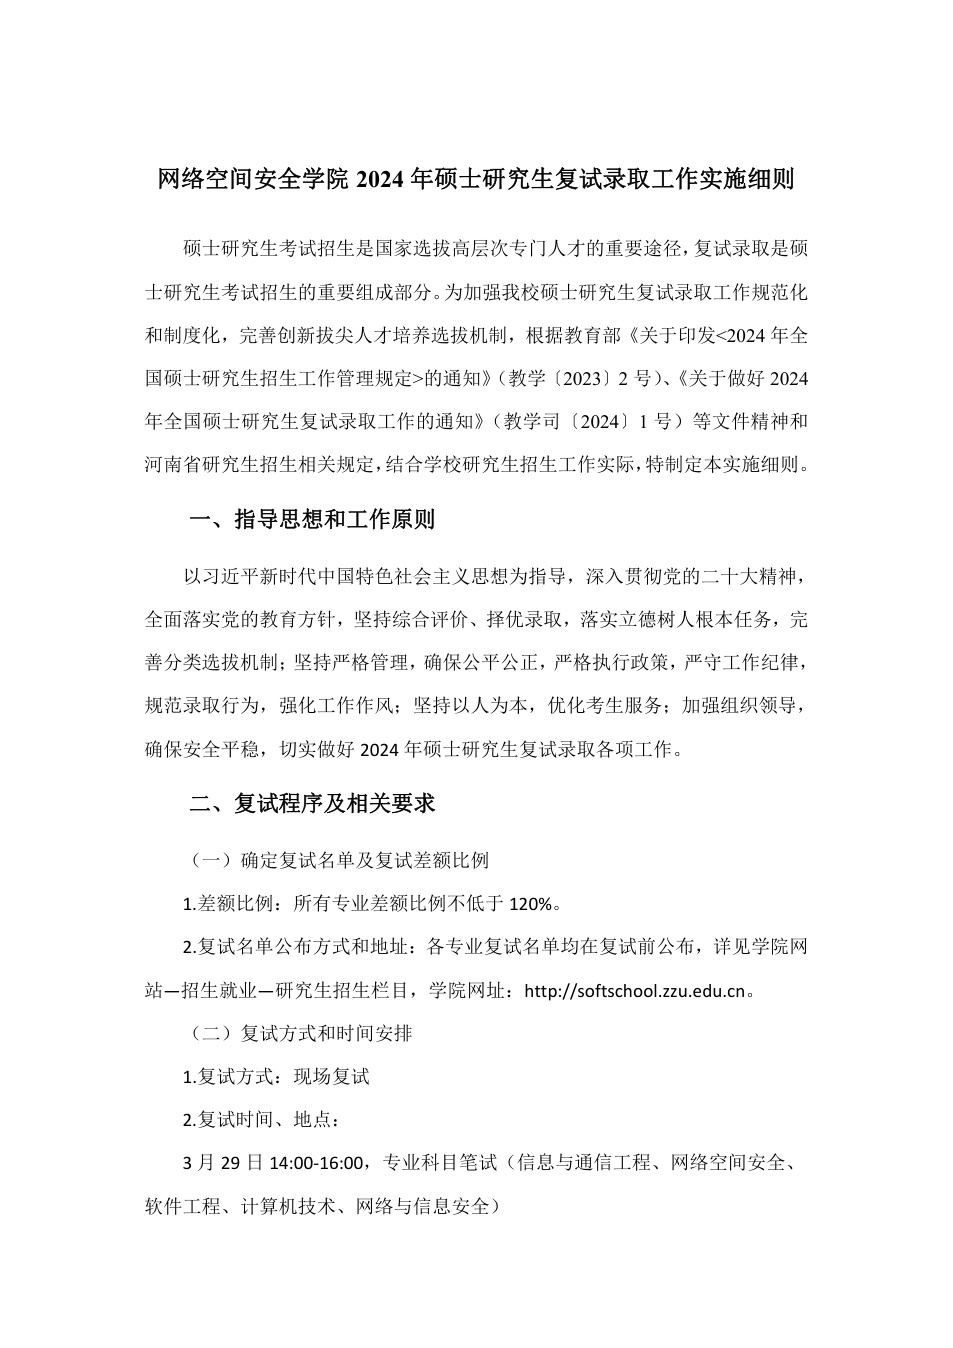 网络空间安全学院 2024 年硕士研究生复试录取工作实施细则
硕士研究生考试招生是国家选拔高层次专门人才的重要途径，复试录取是硕
士研究生考试招生的重要组成部分。为加强我校硕士研究生复试录取工作规范化
和制度化，完善创新拔尖人才培养选拔机制，根据教育部《关于印发<2024 年全
国硕士研究生招生工作管理规定>的通知》（教学〔2023〕2 号）、《关于做好 2024
年全国硕士研究生复试录取工作的通知》（教学司〔2024〕1 号）等文件精神和
河南省研究生招生相关规定，结合学校研究生招生工作实际，特制定本实施细则。
一、指导思想和工作原则
以习近平新时代中国特色社会主义思想为指导，深入贯彻党的二十大精神，
全面落实党的教育方针，坚持综合评价、择优录取，落实立德树人根本任务，完
善分类选拔机制；坚持严格管理，确保公平公正，严格执行政策，严守工作纪律，
规范录取行为，强化工作作风；坚持以人为本，优化考生服务；加强组织领导，
确保安全平稳，切实做好 2024 年硕士研究生复试录取各项工作。
二、复试程序及相关要求
（一）确定复试名单及复试差额比例
1.差额比例：所有专业差额比例不低于 120%。
2.复试名单公布方式和地址：各专业复试名单均在复试前公布，详见学院网
站—招生就业—研究生招生栏目，学院网址：http://softschool.zzu.edu.cn。
（二）复试方式和时间安排
1.复试方式：现场复试
2.复试时间、地点：
3 月 29 日 14:00-16:00，专业科目笔试（信息与通信工程、网络空间安全、
软件工程、计算机技术、网络与信息安全）